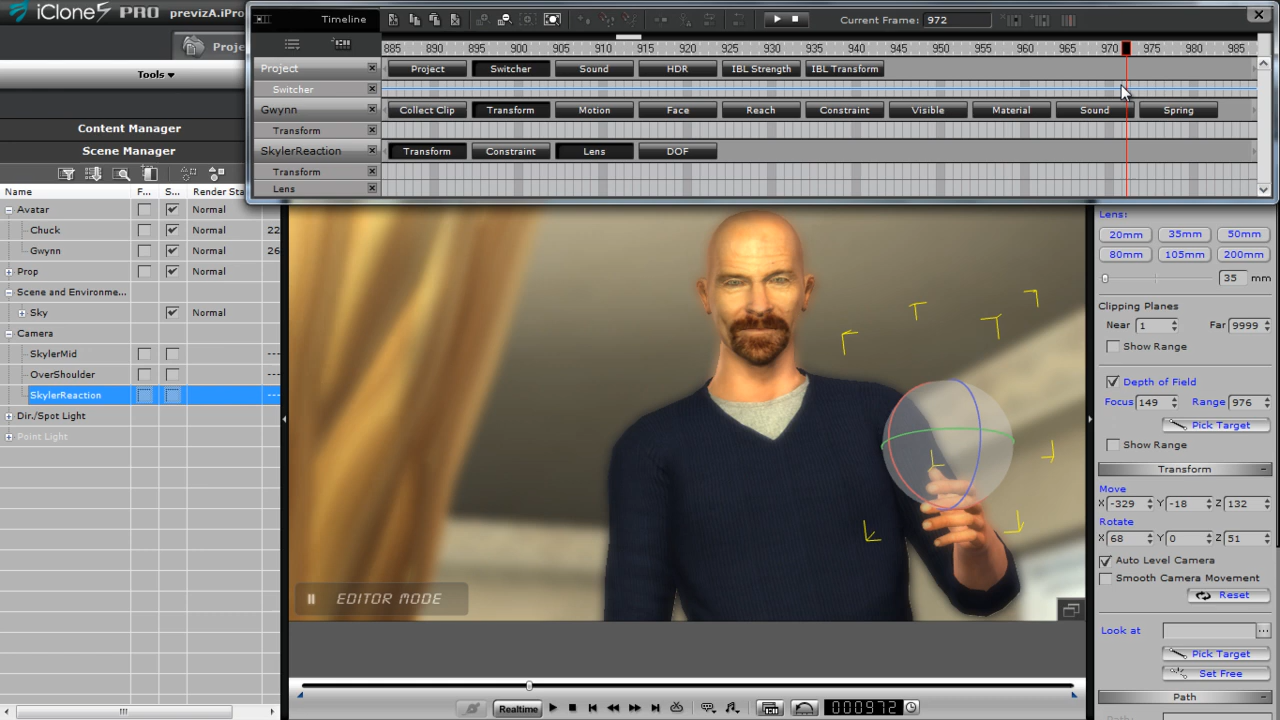 iClone5 PRO previzA.iPro
Timeline
Current Frame: 972
885 890 895 900 905 910 915 920 925 930 935 940 945 950 955 960 965 970 975 980 985
Project
Project Switcher Sound HDR IBL Strength IBL Transform
Switcher
Gwynn
Collect Clip Transform Motion Face Reach Constraint Visible Material Sound Spring
Transform
SkylerReaction
Transform Constraint Lens DOF
Transform
Lens
Proje
Tools
Content Manager
Scene Manager
Name F... S... Render Sta
Avatar Normal
Chuck Normal 22
Gwynn Normal 26
Prop Normal
Scene and Environme...
Sky Normal
Camera
SkylerMid ---
OverShoulder ---
SkylerReaction ---
Dir./Spot Light
Point Light
EDITOR MODE
Realtime
000972
Lens:
20mm 35mm 50mm
80mm 105mm 200mm
35 mm
Clipping Planes
Near 1 Far 9999
Show Range
Depth of Field
Focus 149 Range 976
Pick Target
Show Range
Transform
Move
X -329 Y -18 Z 132
Rotate
X 68 Y 0 Z 51
Auto Level Camera
Smooth Camera Movement
Reset
Look at ...
Pick Target
Set Free
Path